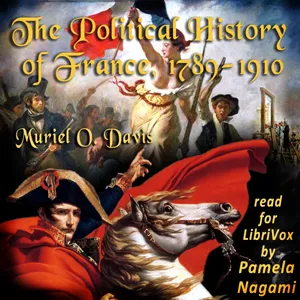 The Political History
of France, 1789-1910
Muriel O. Davis
read
for
LibriVox
by
Pamela
Nagami